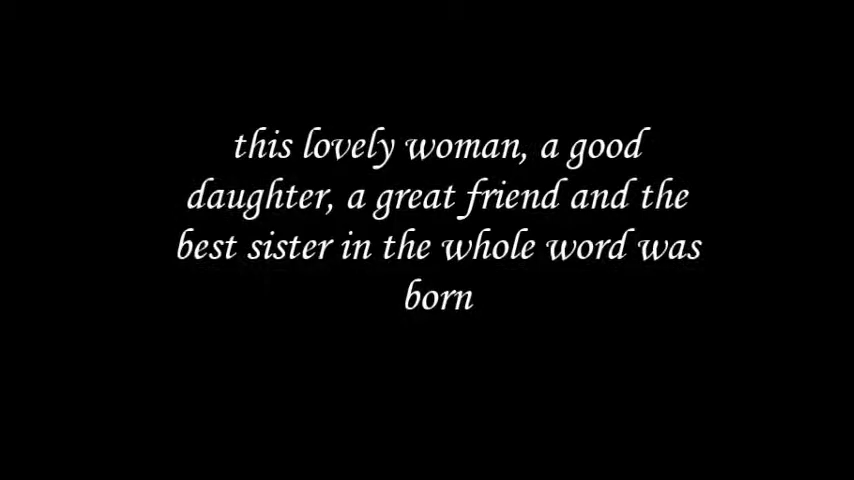 this lovely woman, a good
daughter, a great friend and the
best sister in the whole word was
born